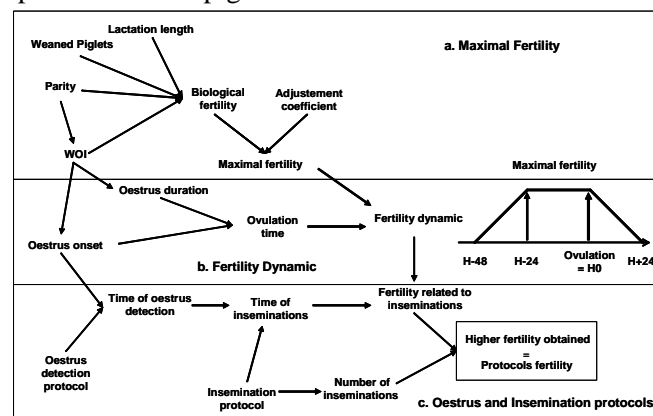 Lactation length
Weaned Piglets
a. Maximal Fertility
Parity
Biological
fertility
Adjustement
coefficient
WOI
Maximal fertility
Maximal fertility
Oestrus duration
Ovulation
time
Fertility dynamic
Oestrus onset
b. Fertility Dynamic
H-48
H-24
Ovulation
= H0
H+24
Time of oestrus
detection
Time of
inseminations
Fertility related to
inseminations
Higher fertility obtained
=
Protocols fertility
Oestrus
detection
protocol
Insemination
protocol
Number of
inseminations
c. Oestrus and Insemination protocols